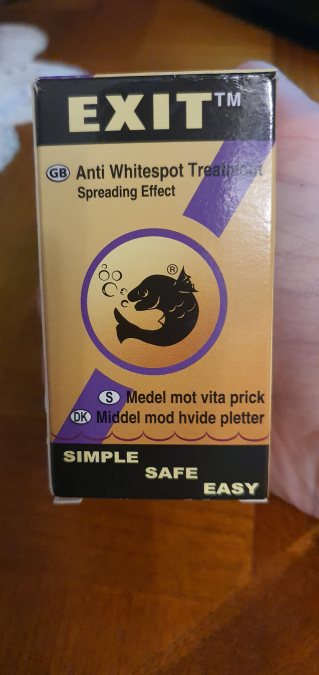 EXIT™
GB Anti Whitespot Treatment
Spreading Effect
®
S Medel mot vita prick
DK Middel mod hvide pletter
SIMPLE
SAFE
EASY